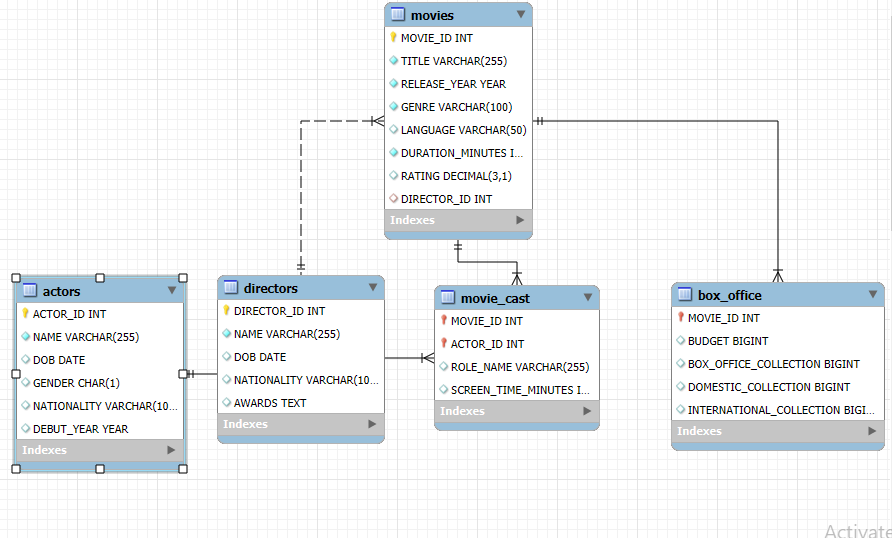 movies
MOVIE_ID INT
TITLE VARCHAR(255)
RELEASE_YEAR YEAR
GENRE VARCHAR(100)
LANGUAGE VARCHAR(50)
DURATION_MINUTES I...
RATING DECIMAL(3,1)
DIRECTOR_ID INT
Indexes
actors
ACTOR_ID INT
NAME VARCHAR(255)
DOB DATE
GENDER CHAR(1)
NATIONALITY VARCHAR(10...
DEBUT_YEAR YEAR
Indexes
directors
DIRECTOR_ID INT
NAME VARCHAR(255)
DOB DATE
NATIONALITY VARCHAR(10...
AWARDS TEXT
Indexes
movie_cast
MOVIE_ID INT
ACTOR_ID INT
ROLE_NAME VARCHAR(255)
SCREEN_TIME_MINUTES I...
Indexes
box_office
MOVIE_ID INT
BUDGET BIGINT
BOX_OFFICE_COLLECTION BIGINT
DOMESTIC_COLLECTION BIGINT
INTERNATIONAL_COLLECTION BIGI...
Indexes
Activate